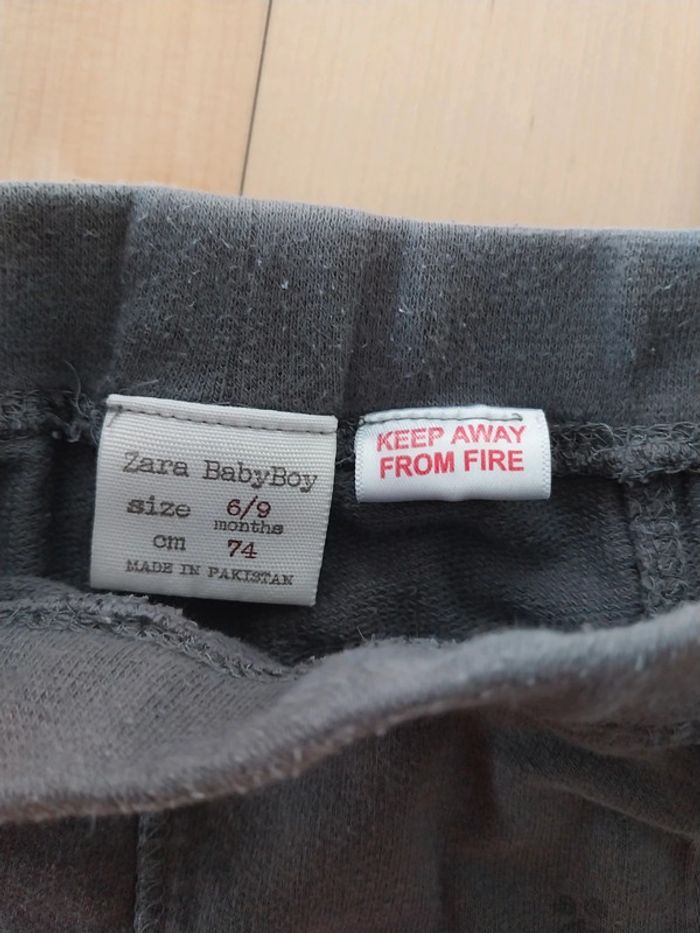 Zara BabyBoy
size 6/9
months
cm 74
MADE IN PAKISTAN
KEEP AWAY
FROM FIRE